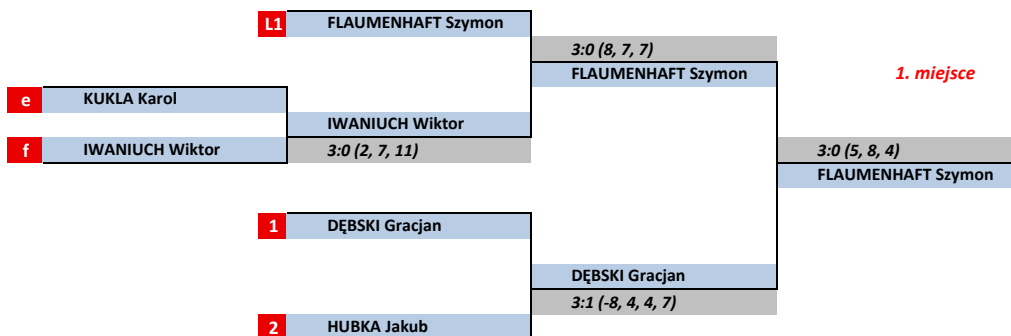 L1 FLAUMENHAFT Szymon
3:0 (8, 7, 7)
FLAUMENHAFT Szymon
1. miejsce
e KUKLA Karol
IWANIUCH Wiktor
f IWANIUCH Wiktor
3:0 (2, 7, 11)
3:0 (5, 8, 4)
FLAUMENHAFT Szymon
1 DĘBSKI Gracjan
DĘBSKI Gracjan
3:1 (-8, 4, 4, 7)
2 HUBKA Jakub